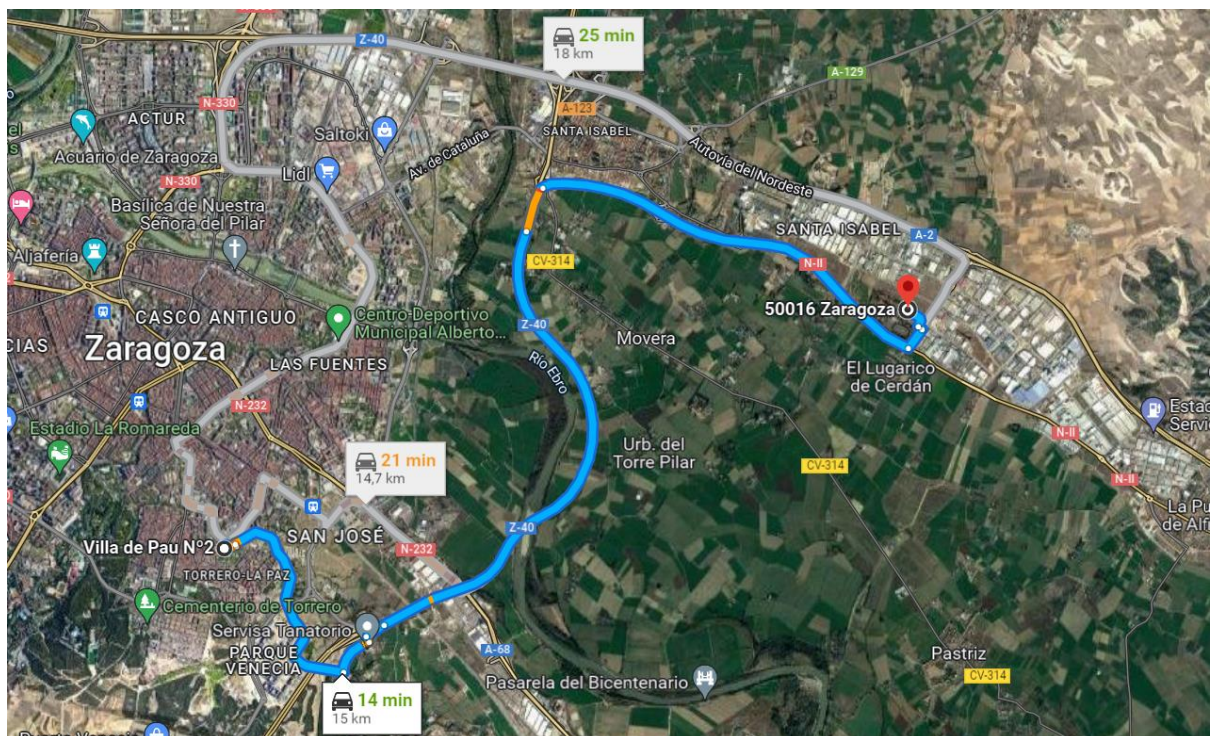 Z-40
25 min
18 km
A-129
N-330
A-123
ACTUR
SANTA ISABEL
Saltoki
Acuario de Zaragoza
Av. de Cataluña
Autovía del Nordeste
Lidl
N-330
Basílica de Nuestra
Señora del Pilar
SANTA ISABEL
A-2
Aljafería
CV-314
N-II
50016 Zaragoza
CASCO ANTIGUO
Centro Deportivo
Municipal Alberto...
Z-40
Movera
Zaragoza
LAS FUENTES
Río Ebro
El Lugarico
de Cerdán
N-232
Estadio La Romareda
N-II
Urb. del
Torre Pilar
21 min
14,7 km
CV-314
N-II
Z-40
SAN JOSÉ
Villa de Pau Nº2
N-232
TORRERO-LA PAZ
Cementerio de Torrero
Servisa Tanatorio
PARQUE
VENECIA
A-68
Pastriz
CV-314
Pasarela del Bicentenario
14 min
15 km